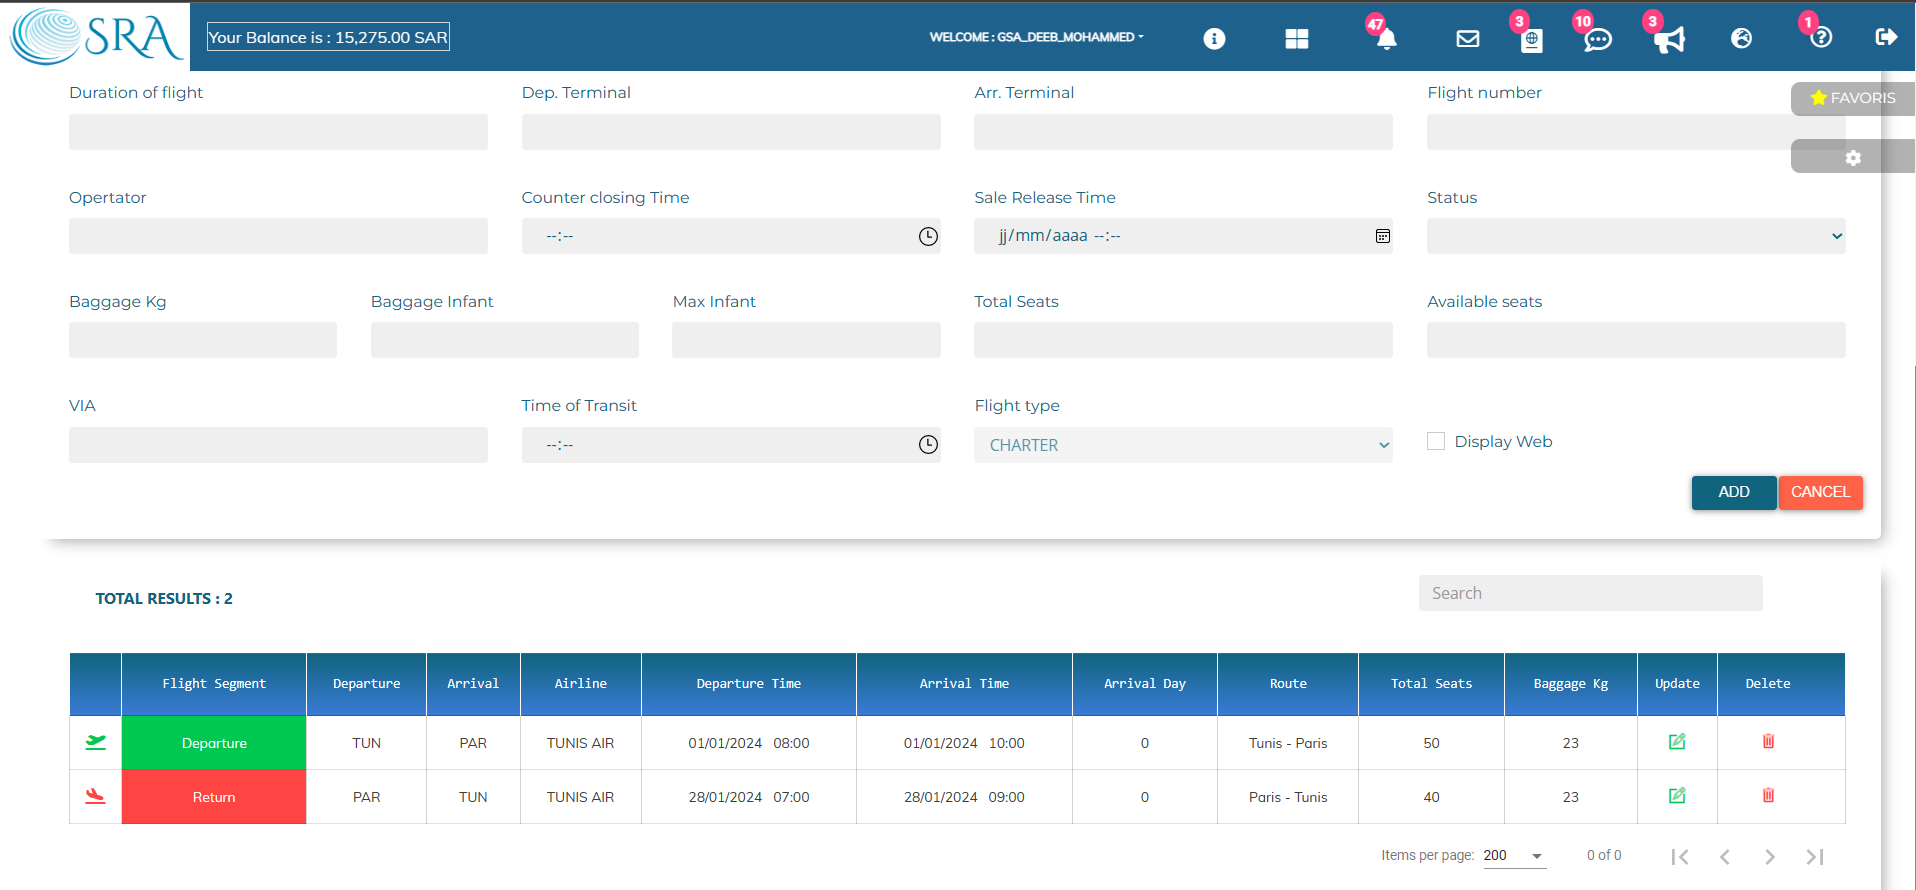 SRA
Your Balance is : 15,275.00 SAR
WELCOME : GSA_DEEB_MOHAMMED
47
3
10
3
1
FAVORIS
Duration of flight
Dep. Terminal
Arr. Terminal
Flight number
Opertator
Counter closing Time
Sale Release Time
Status
--:--
jj/mm/aaaa --:--
Baggage Kg
Baggage Infant
Max Infant
Total Seats
Available seats
VIA
Time of Transit
Flight type
--:--
CHARTER
Display Web
ADD
CANCEL
TOTAL RESULTS : 2
Search
Flight Segment Departure Arrival Airline Departure Time Arrival Time Arrival Day Route Total Seats Baggage Kg Update Delete
Departure TUN PAR TUNIS AIR 01/01/2024 08:00 01/01/2024 10:00 0 Tunis - Paris 50 23
Return PAR TUN TUNIS AIR 28/01/2024 07:00 28/01/2024 09:00 0 Paris - Tunis 40 23
Items per page: 200 0 of 0